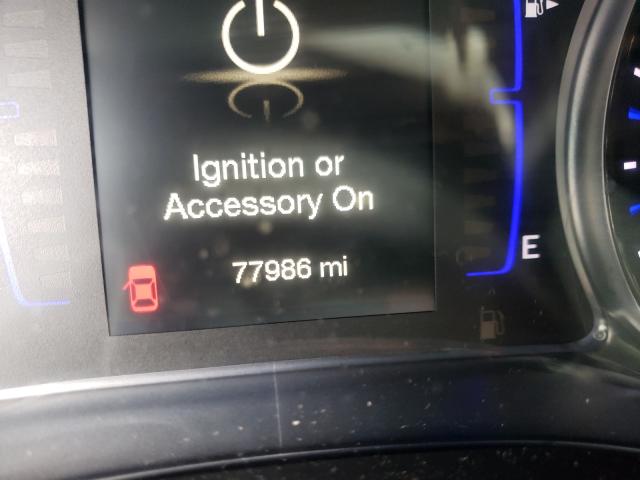 Ignition or
Accessory On
77986 mi
E